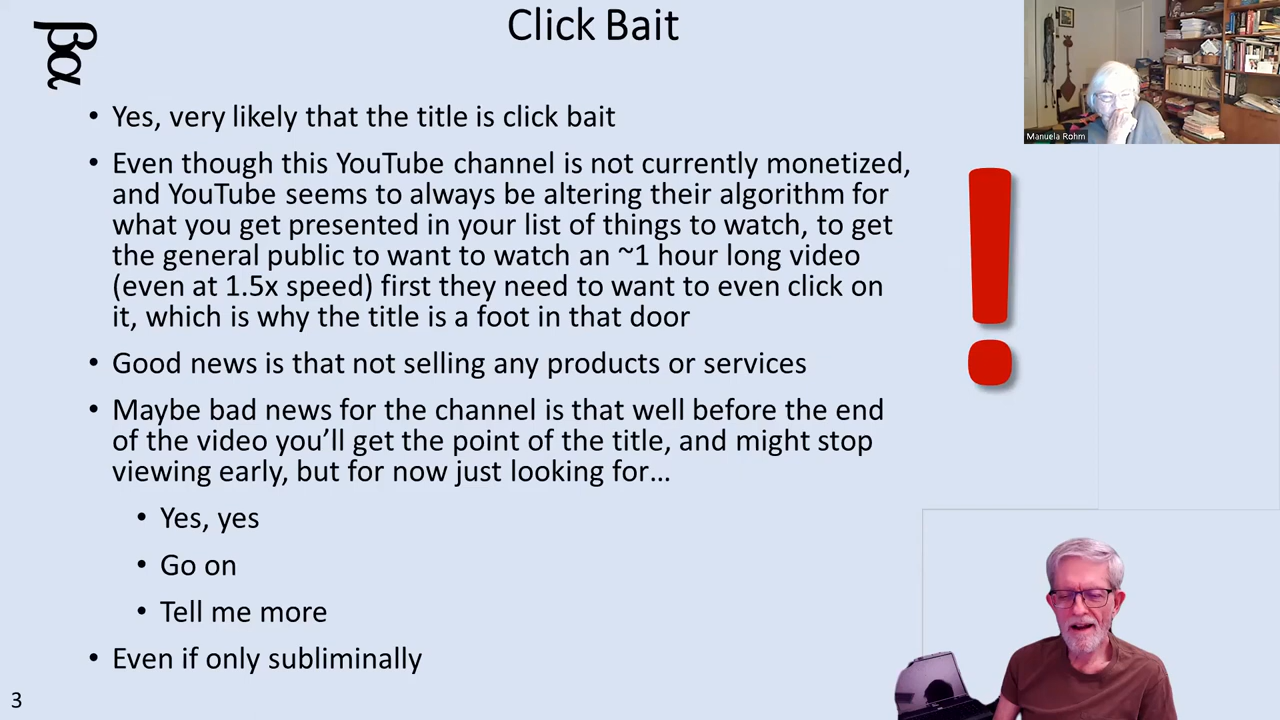 Click Bait
βα
• Yes, very likely that the title is click bait
• Even though this YouTube channel is not currently monetized,
and YouTube seems to always be altering their algorithm for
what you get presented in your list of things to watch, to get
the general public to want to watch an ~1 hour long video
(even at 1.5x speed) first they need to want to even click on
it, which is why the title is a foot in that door
• Good news is that not selling any products or services
• Maybe bad news for the channel is that well before the end
of the video you’ll get the point of the title, and might stop
viewing early, but for now just looking for…
• Yes, yes
• Go on
• Tell me more
• Even if only subliminally
3
!
Manuela Rohm